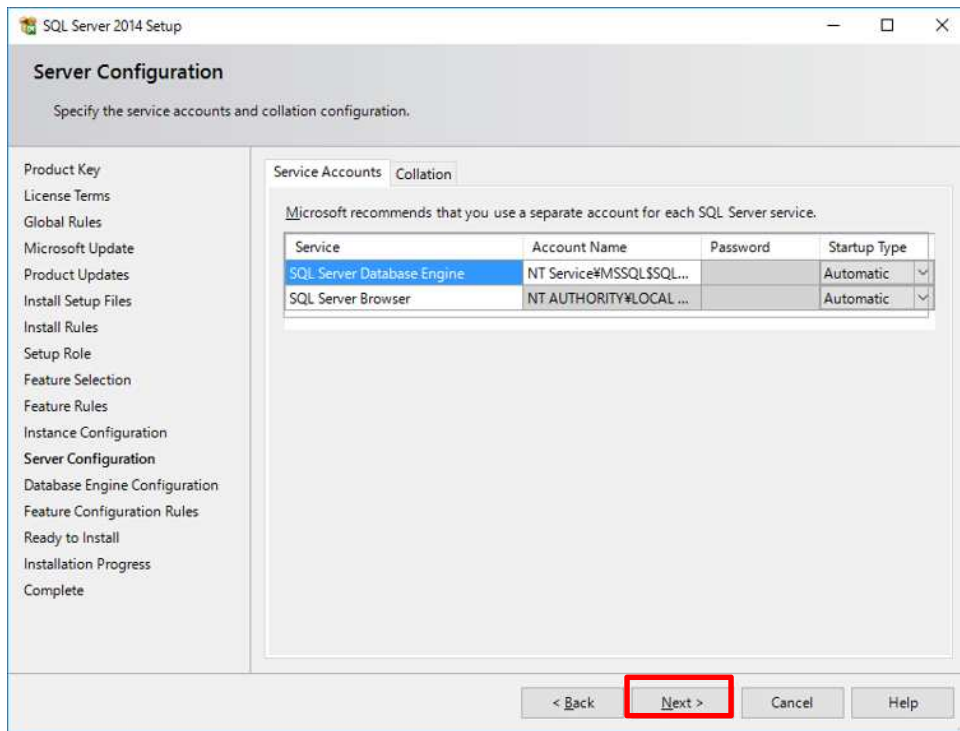 SQL Server 2014 Setup
Server Configuration
Specify the service accounts and collation configuration.
Product Key
License Terms
Global Rules
Microsoft Update
Product Updates
Install Setup Files
Install Rules
Setup Role
Feature Selection
Feature Rules
Instance Configuration
Server Configuration
Database Engine Configuration
Feature Configuration Rules
Ready to Install
Installation Progress
Complete
Service Accounts Collation
Microsoft recommends that you use a separate account for each SQL Server service.
Service Account Name Password Startup Type
SQL Server Database Engine NT Service¥MSSQL$SQL... Automatic
SQL Server Browser NT AUTHORITY¥LOCAL ... Automatic
< Back Next > Cancel Help